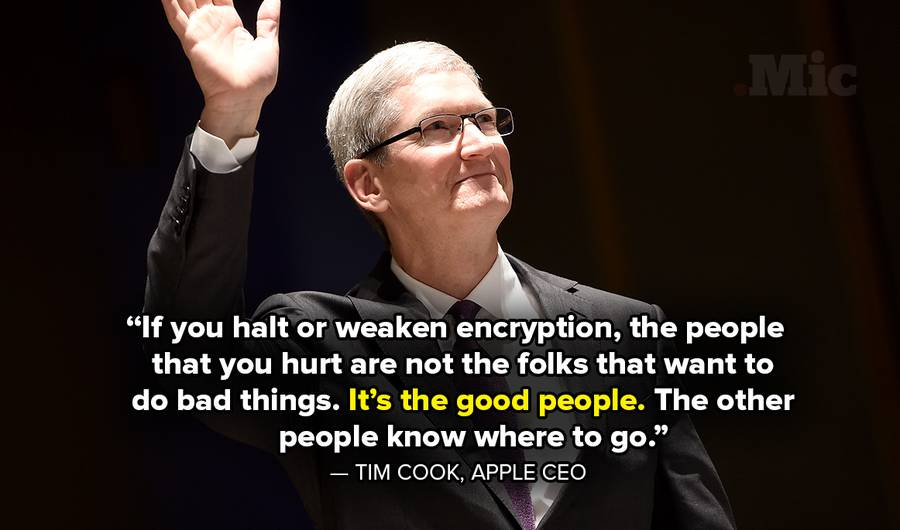 .Mic
“If you halt or weaken encryption, the people
that you hurt are not the folks that want to
do bad things. It’s the good people. The other
people know where to go.”
— TIM COOK, APPLE CEO